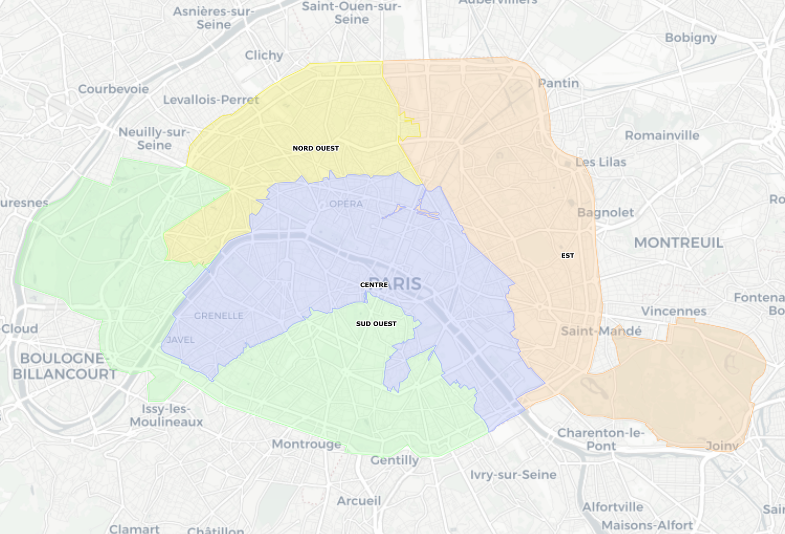 Asnières-sur-
Seine
Saint-Ouen-sur-
Seine
Aubervilliers
Bobigny
Clichy
Pantin
Courbevoie
Levallois-Perret
Neuilly-sur-
Seine
Romainville
NORD OUEST
Les Lilas
uresnes
OPÉRA
Bagnolet
MONTREUIL
EST
PARIS
CENTRE
Fontena
Bo
Vincennes
GRENELLE
SUD OUEST
Cloud
Saint-Mandé
JAVEL
BOULOGNE-
BILLANCOURT
Issy-les-
Moulineaux
Charenton-le-
Pont
Montrouge
Joinv
Gentilly
Ivry-sur-Seine
Arcueil
Alfortville
Sain
Maisons-Alfort
Clamart
Châtillon